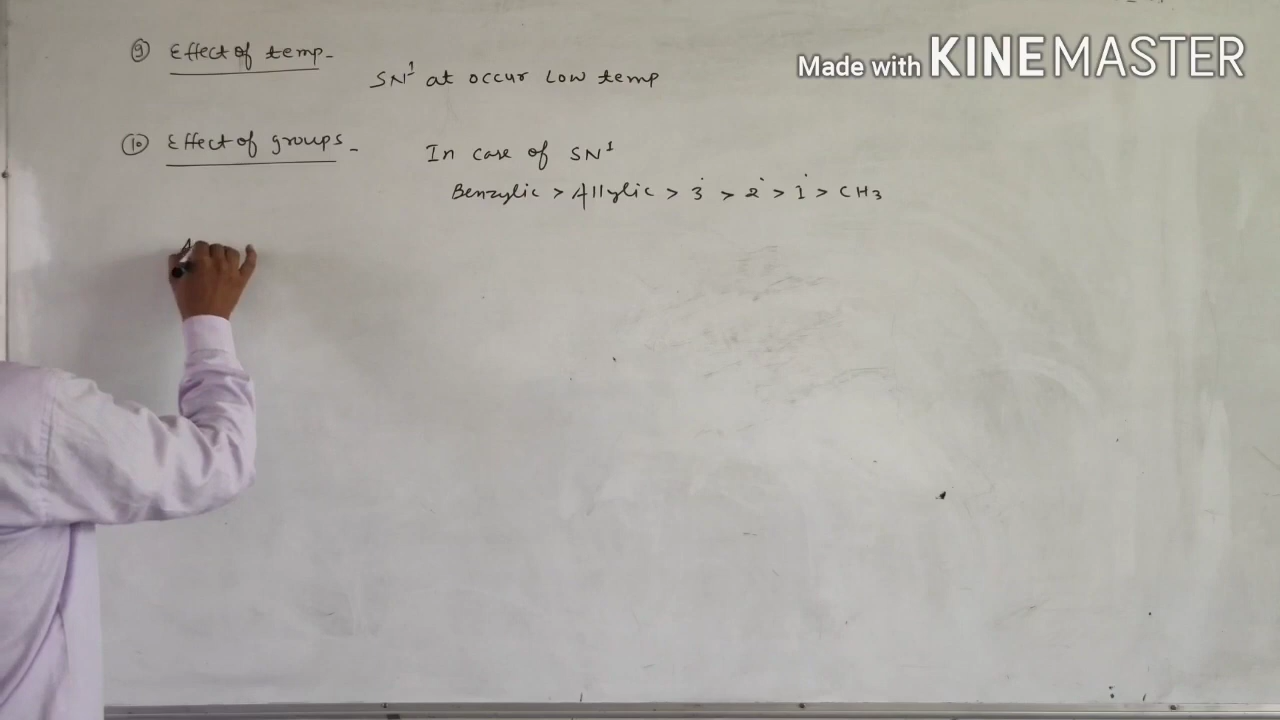 ⑨ Effect of temp-
SN¹ at occur low temp
Made with KINEMASTER
⑩ Effect of groups-
In case of SN¹
Benzylic > Allylic > 3° > 2° > 1° > CH3
A